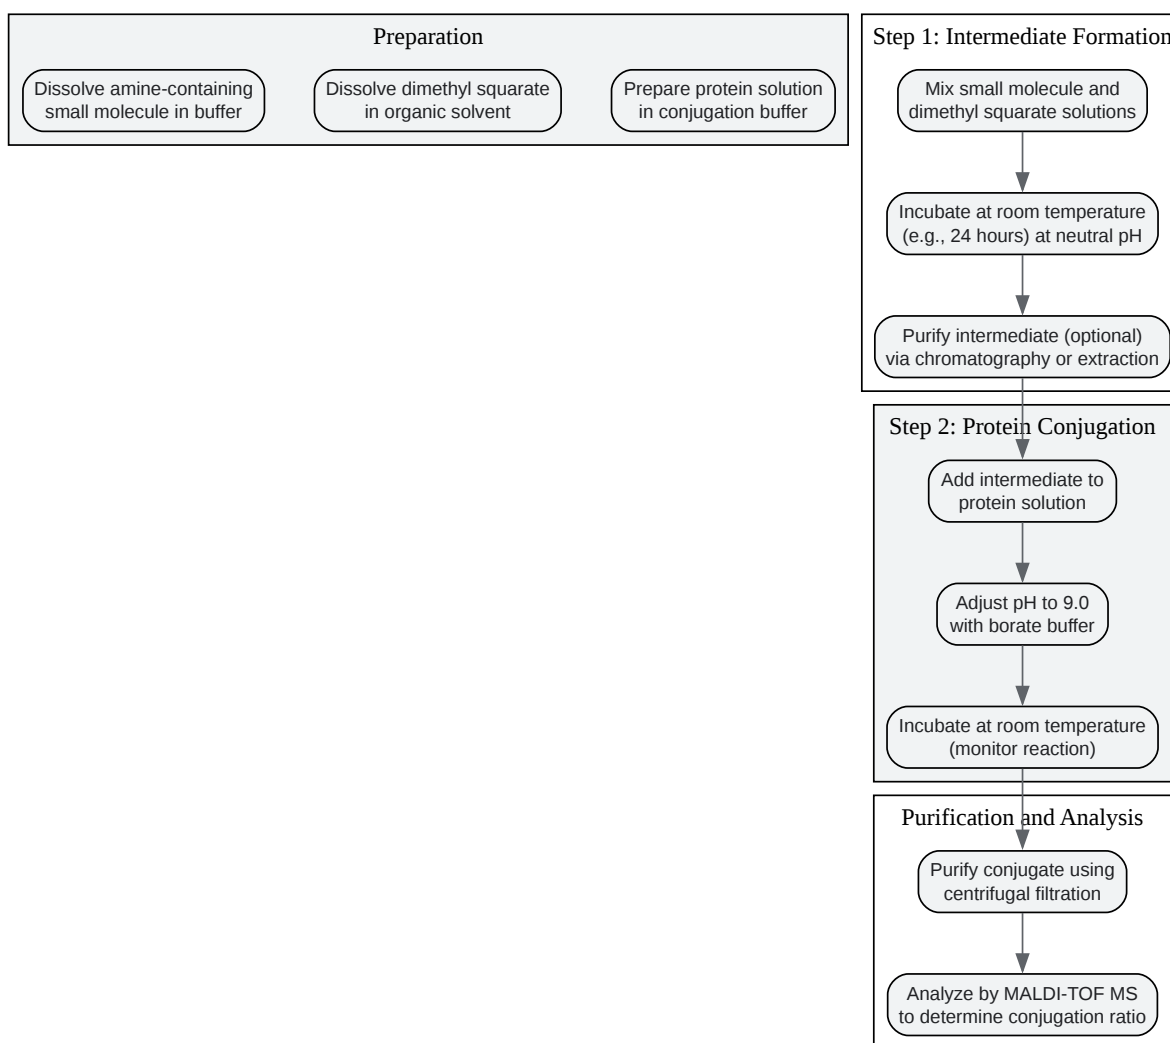 Preparation
Dissolve amine-containing
small molecule in buffer
Dissolve dimethyl squarate
in organic solvent
Prepare protein solution
in conjugation buffer
Step 1: Intermediate Formation
Mix small molecule and
dimethyl squarate solutions
Incubate at room temperature
(e.g., 24 hours) at neutral pH
Purify intermediate (optional)
via chromatography or extraction
Step 2: Protein Conjugation
Add intermediate to
protein solution
Adjust pH to 9.0
with borate buffer
Incubate at room temperature
(monitor reaction)
Purification and Analysis
Purify conjugate using
centrifugal filtration
Analyze by MALDI-TOF MS
to determine conjugation ratio